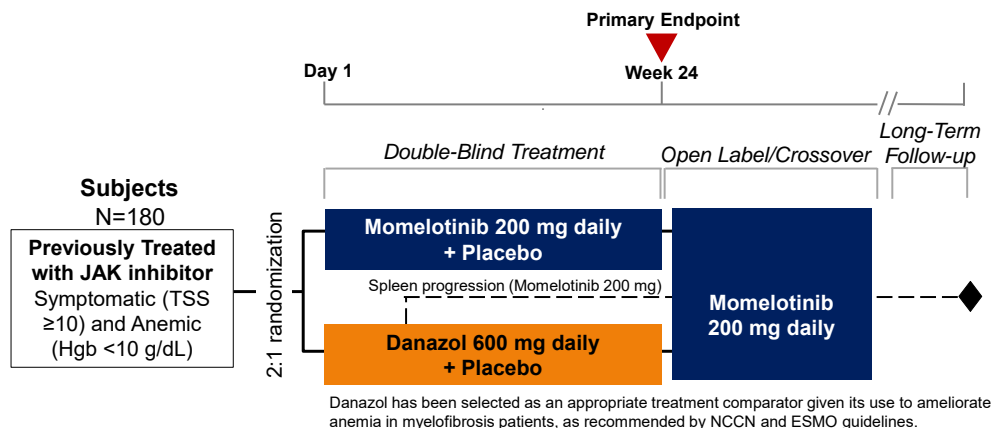 Primary Endpoint
Day 1
Week 24
Double-Blind Treatment
Open Label/Crossover
Long-Term
Follow-up
Subjects
N=180
Previously Treated
with JAK inhibitor
Symptomatic (TSS
≥10) and Anemic
(Hgb <10 g/dL)
2:1 randomization
Momelotinib 200 mg daily
+ Placebo
Spleen progression (Momelotinib 200 mg)
Danazol 600 mg daily
+ Placebo
Momelotinib
200 mg daily
Danazol has been selected as an appropriate treatment comparator given its use to ameliorate
anemia in myelofibrosis patients, as recommended by NCCN and ESMO guidelines.